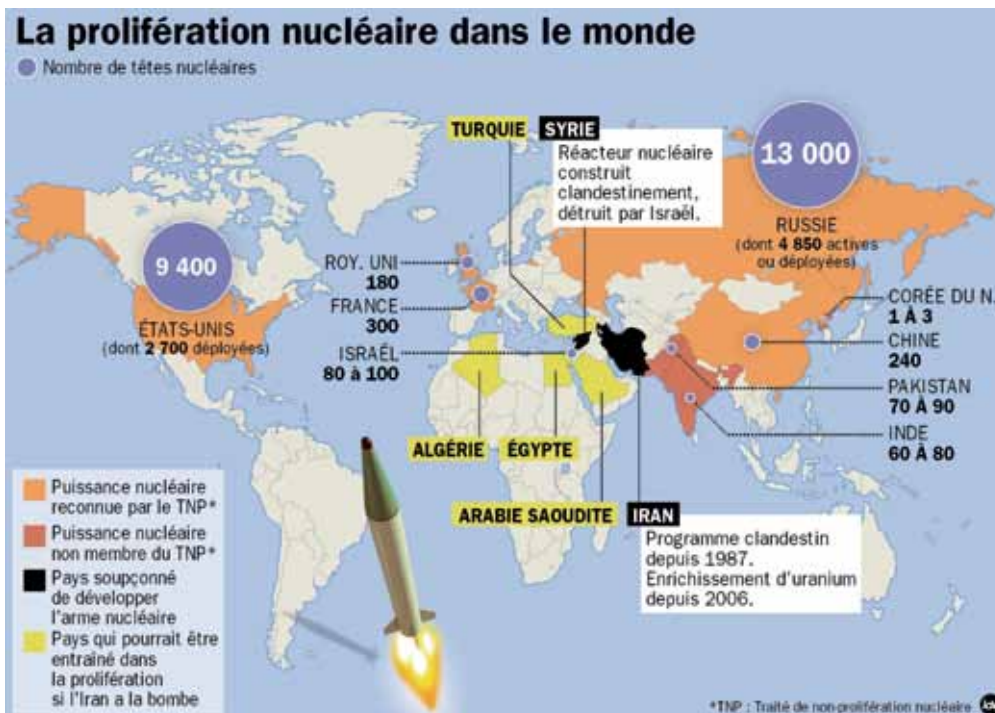 La prolifération nucléaire dans le monde
Nombre de têtes nucléaires
TURQUIE
SYRIE
Réacteur nucléaire
construit
clandestinement,
détruit par Israël.
13 000
RUSSIE
(dont 4 850 actives
ou déployées)
9 400
ÉTATS-UNIS
(dont 2 700 déployées)
ROY. UNI
180
FRANCE
300
ISRAËL
80 à 100
CORÉE DU N.
1 À 3
CHINE
240
PAKISTAN
70 À 90
INDE
60 À 80
ALGÉRIE
ÉGYPTE
ARABIE SAOUDITE
IRAN
Programme clandestin
depuis 1987.
Enrichissement d'uranium
depuis 2006.
Puissance nucléaire
reconnue par le TNP*
Puissance nucléaire
non membre du TNP*
Pays soupçonné
de développer
l'arme nucléaire
Pays qui pourrait être
entraîné dans
la prolifération
si l'Iran a la bombe
*TNP : Traité de non-prolifération nucléaire